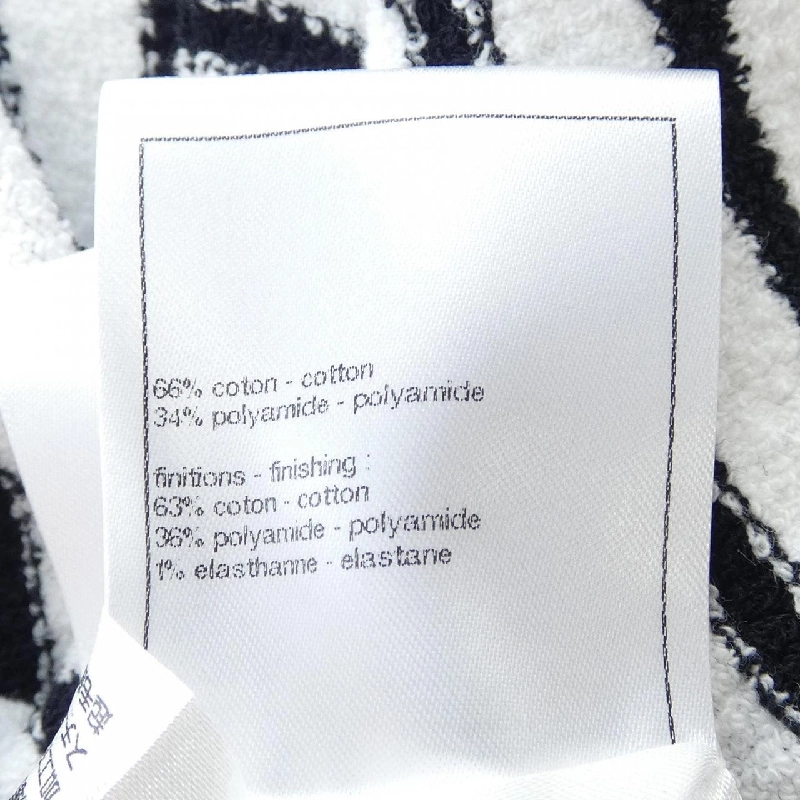 66% coton - cotton
34% polyamide - polyamide
finitions - finishing :
63% coton - cotton
36% polyamide - polyamide
1% elasthanne - elastane